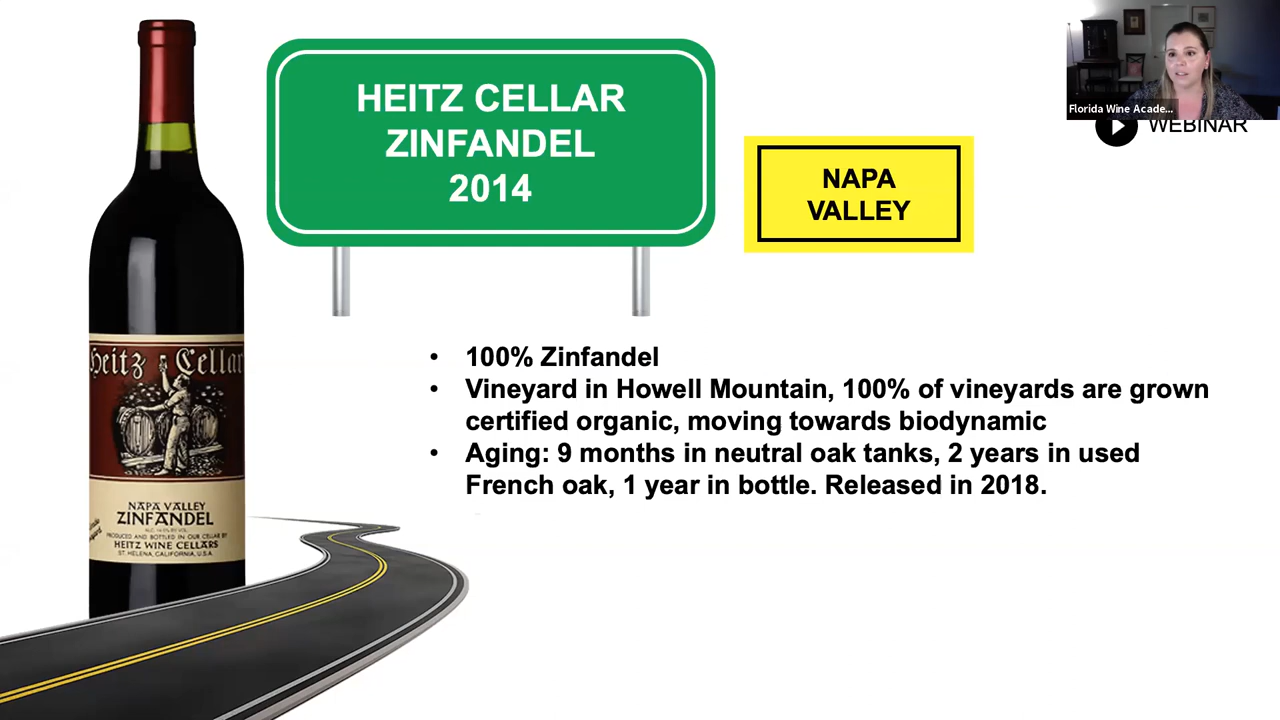 HEITZ CELLAR
ZINFANDEL
2014
NAPA
VALLEY
Florida Wine Acade...
WEBINAR
• 100% Zinfandel
• Vineyard in Howell Mountain, 100% of vineyards are grown
certified organic, moving towards biodynamic
• Aging: 9 months in neutral oak tanks, 2 years in used
French oak, 1 year in bottle. Released in 2018.
Heitz Cellar
NAPA VALLEY
ZINFANDEL
PRODUCED AND BOTTLED IN OUR CELLAR BY
HEITZ WINE CELLARS
ST. HELENA, CALIFORNIA, U.S.A.